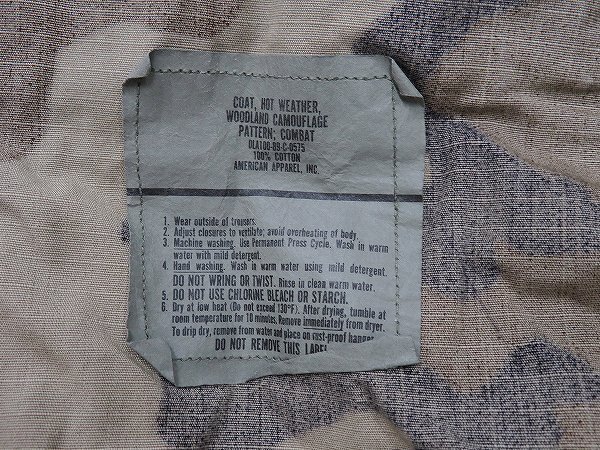 COAT, HOT WEATHER,
WOODLAND CAMOUFLAGE
PATTERN; COMBAT
DLA100-89-C-0575
100% COTTON
AMERICAN APPAREL, INC.
1. Wear outside of trousers.
2. Adjust closures to vettilate; avoid overheating of body.
3. Machine washing. Use Permanent Press Cycle. Wash in warm
water with mild detergent.
4. Hand washing. Wash in warm water using mild detergent.
DO NOT WRING OR TWIST. Rinse in clean warm water.
5. DO NOT USE CHLORINE BLEACH OR STARCH.
6. Dry at low heat (Do not exceed 130°F). After drying, tumble at
room temperature for 10 minutes. Remove immediately from dryer.
To drip dry, remove from water and place on rust-proof hanger
DO NOT REMOVE THIS LABEL